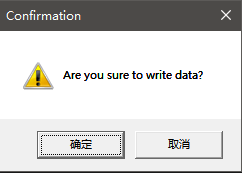 Confirmation
Are you sure to write data?
确定
取消